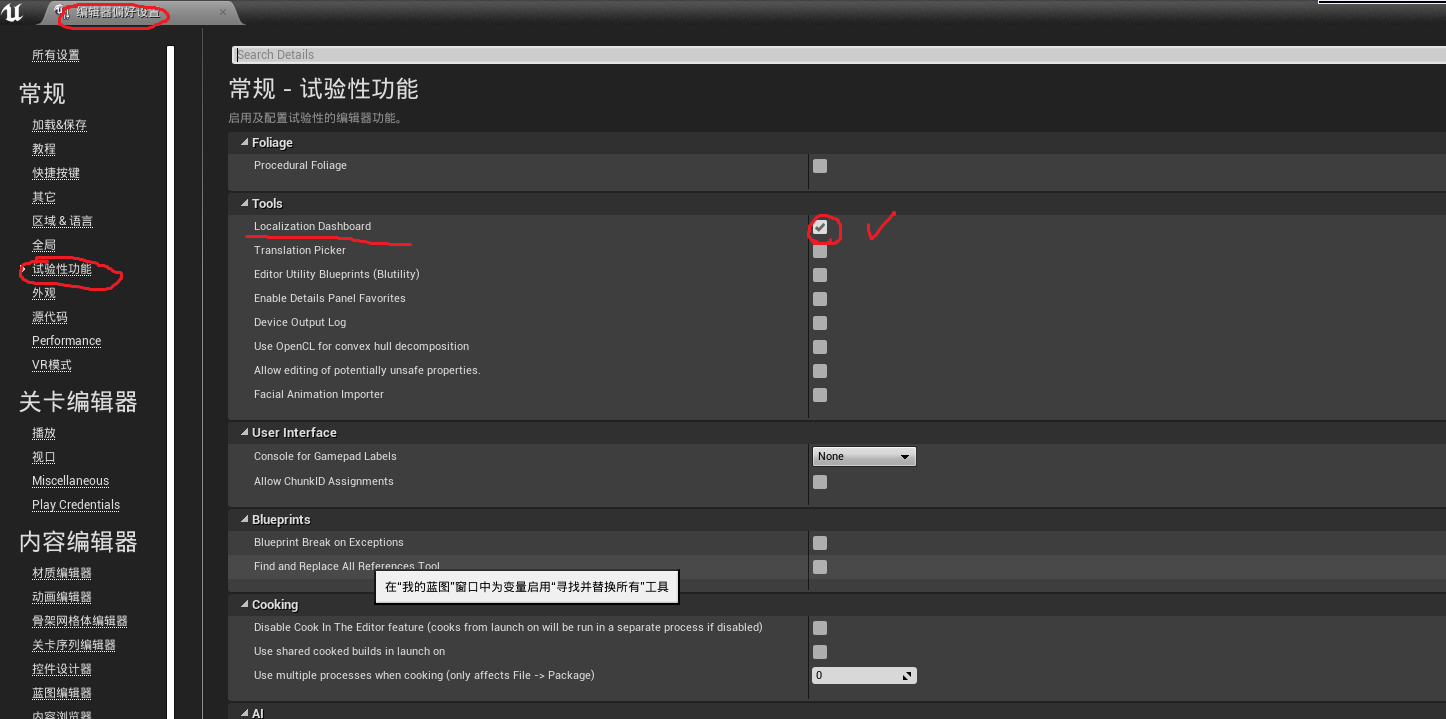 编辑器偏好设置
所有设置
Search Details
常规
加载&保存
教程
快捷按键
其它
区域 & 语言
全局
试验性功能
外观
源代码
Performance
VR模式
关卡编辑器
播放
视口
Miscellaneous
Play Credentials
内容编辑器
材质编辑器
动画编辑器
骨架网格体编辑器
关卡序列编辑器
控件设计器
蓝图编辑器
内容浏览器
常规 - 试验性功能
启用及配置试验性的编辑器功能。
Foliage
Procedural Foliage
Tools
Localization Dashboard
Translation Picker
Editor Utility Blueprints (Blutility)
Enable Details Panel Favorites
Device Output Log
Use OpenCL for convex hull decomposition
Allow editing of potentially unsafe properties.
Facial Animation Importer
User Interface
Console for Gamepad Labels None
Allow ChunkID Assignments
Blueprints
Blueprint Break on Exceptions
Find and Replace All References Tool
在“我的蓝图”窗口中为变量启用“寻找并替换所有”工具
Cooking
Disable Cook In The Editor feature (cooks from launch on will be run in a separate process if disabled)
Use shared cooked builds in launch on
Use multiple processes when cooking (only affects File -> Package) 0
AI